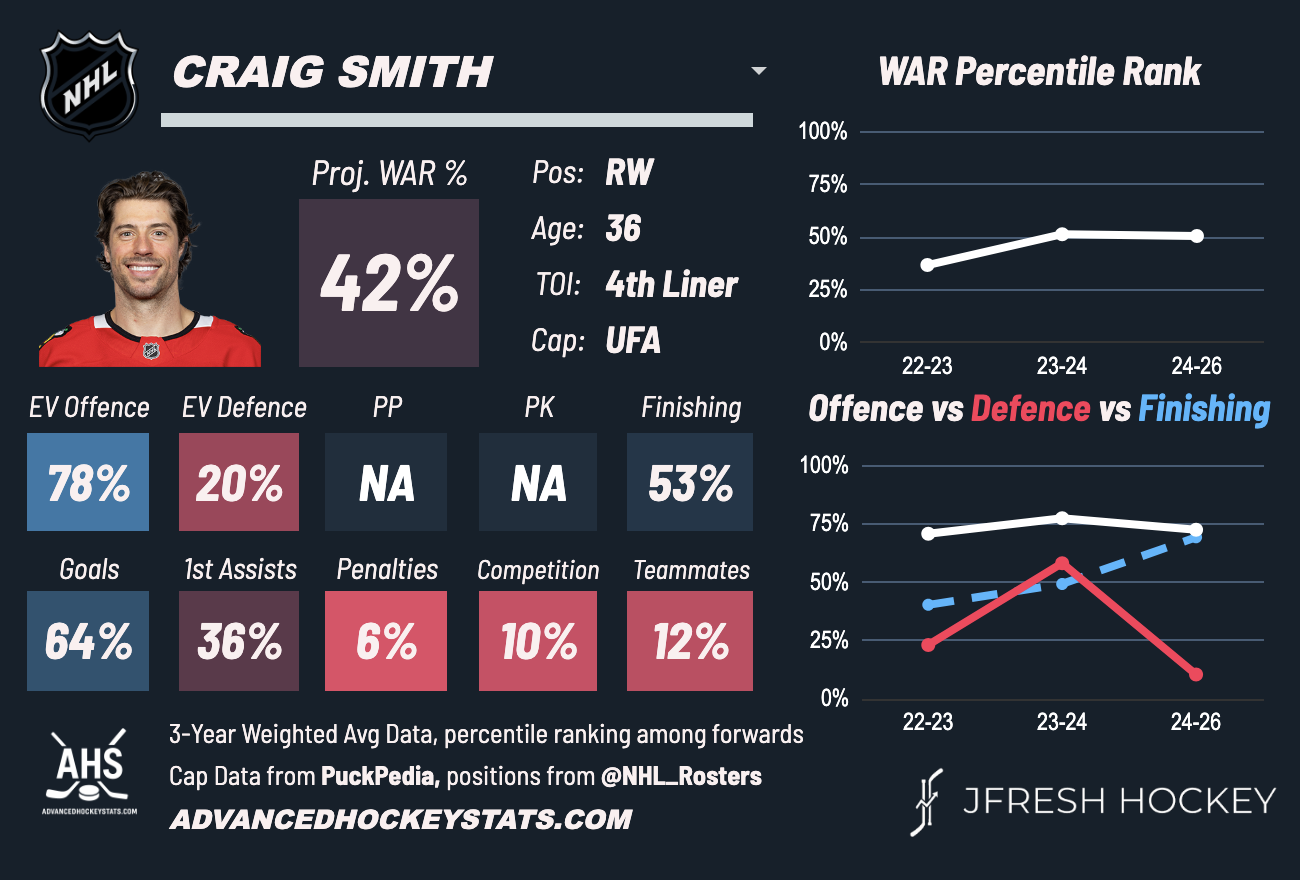 NHL
CRAIG SMITH
WAR Percentile Rank
Proj. WAR %
42%
Pos: RW
Age: 36
TOI: 4th Liner
Cap: UFA
NHL
100%
75%
50%
25%
0%
22-23 23-24 24-26
EV Offence EV Defence PP PK Finishing
78% 20% NA NA 53%
Goals 1st Assists Penalties Competition Teammates
64% 36% 6% 10% 12%
Offence vs Defence vs Finishing
100%
75%
50%
25%
0%
22-23 23-24 24-26
AHS
ADVANCEDHOCKEYSTATS.COM
3-Year Weighted Avg Data, percentile ranking among forwards
Cap Data from PuckPedia, positions from @NHL_Rosters
ADVANCEDHOCKEYSTATS.COM
JFRESH HOCKEY